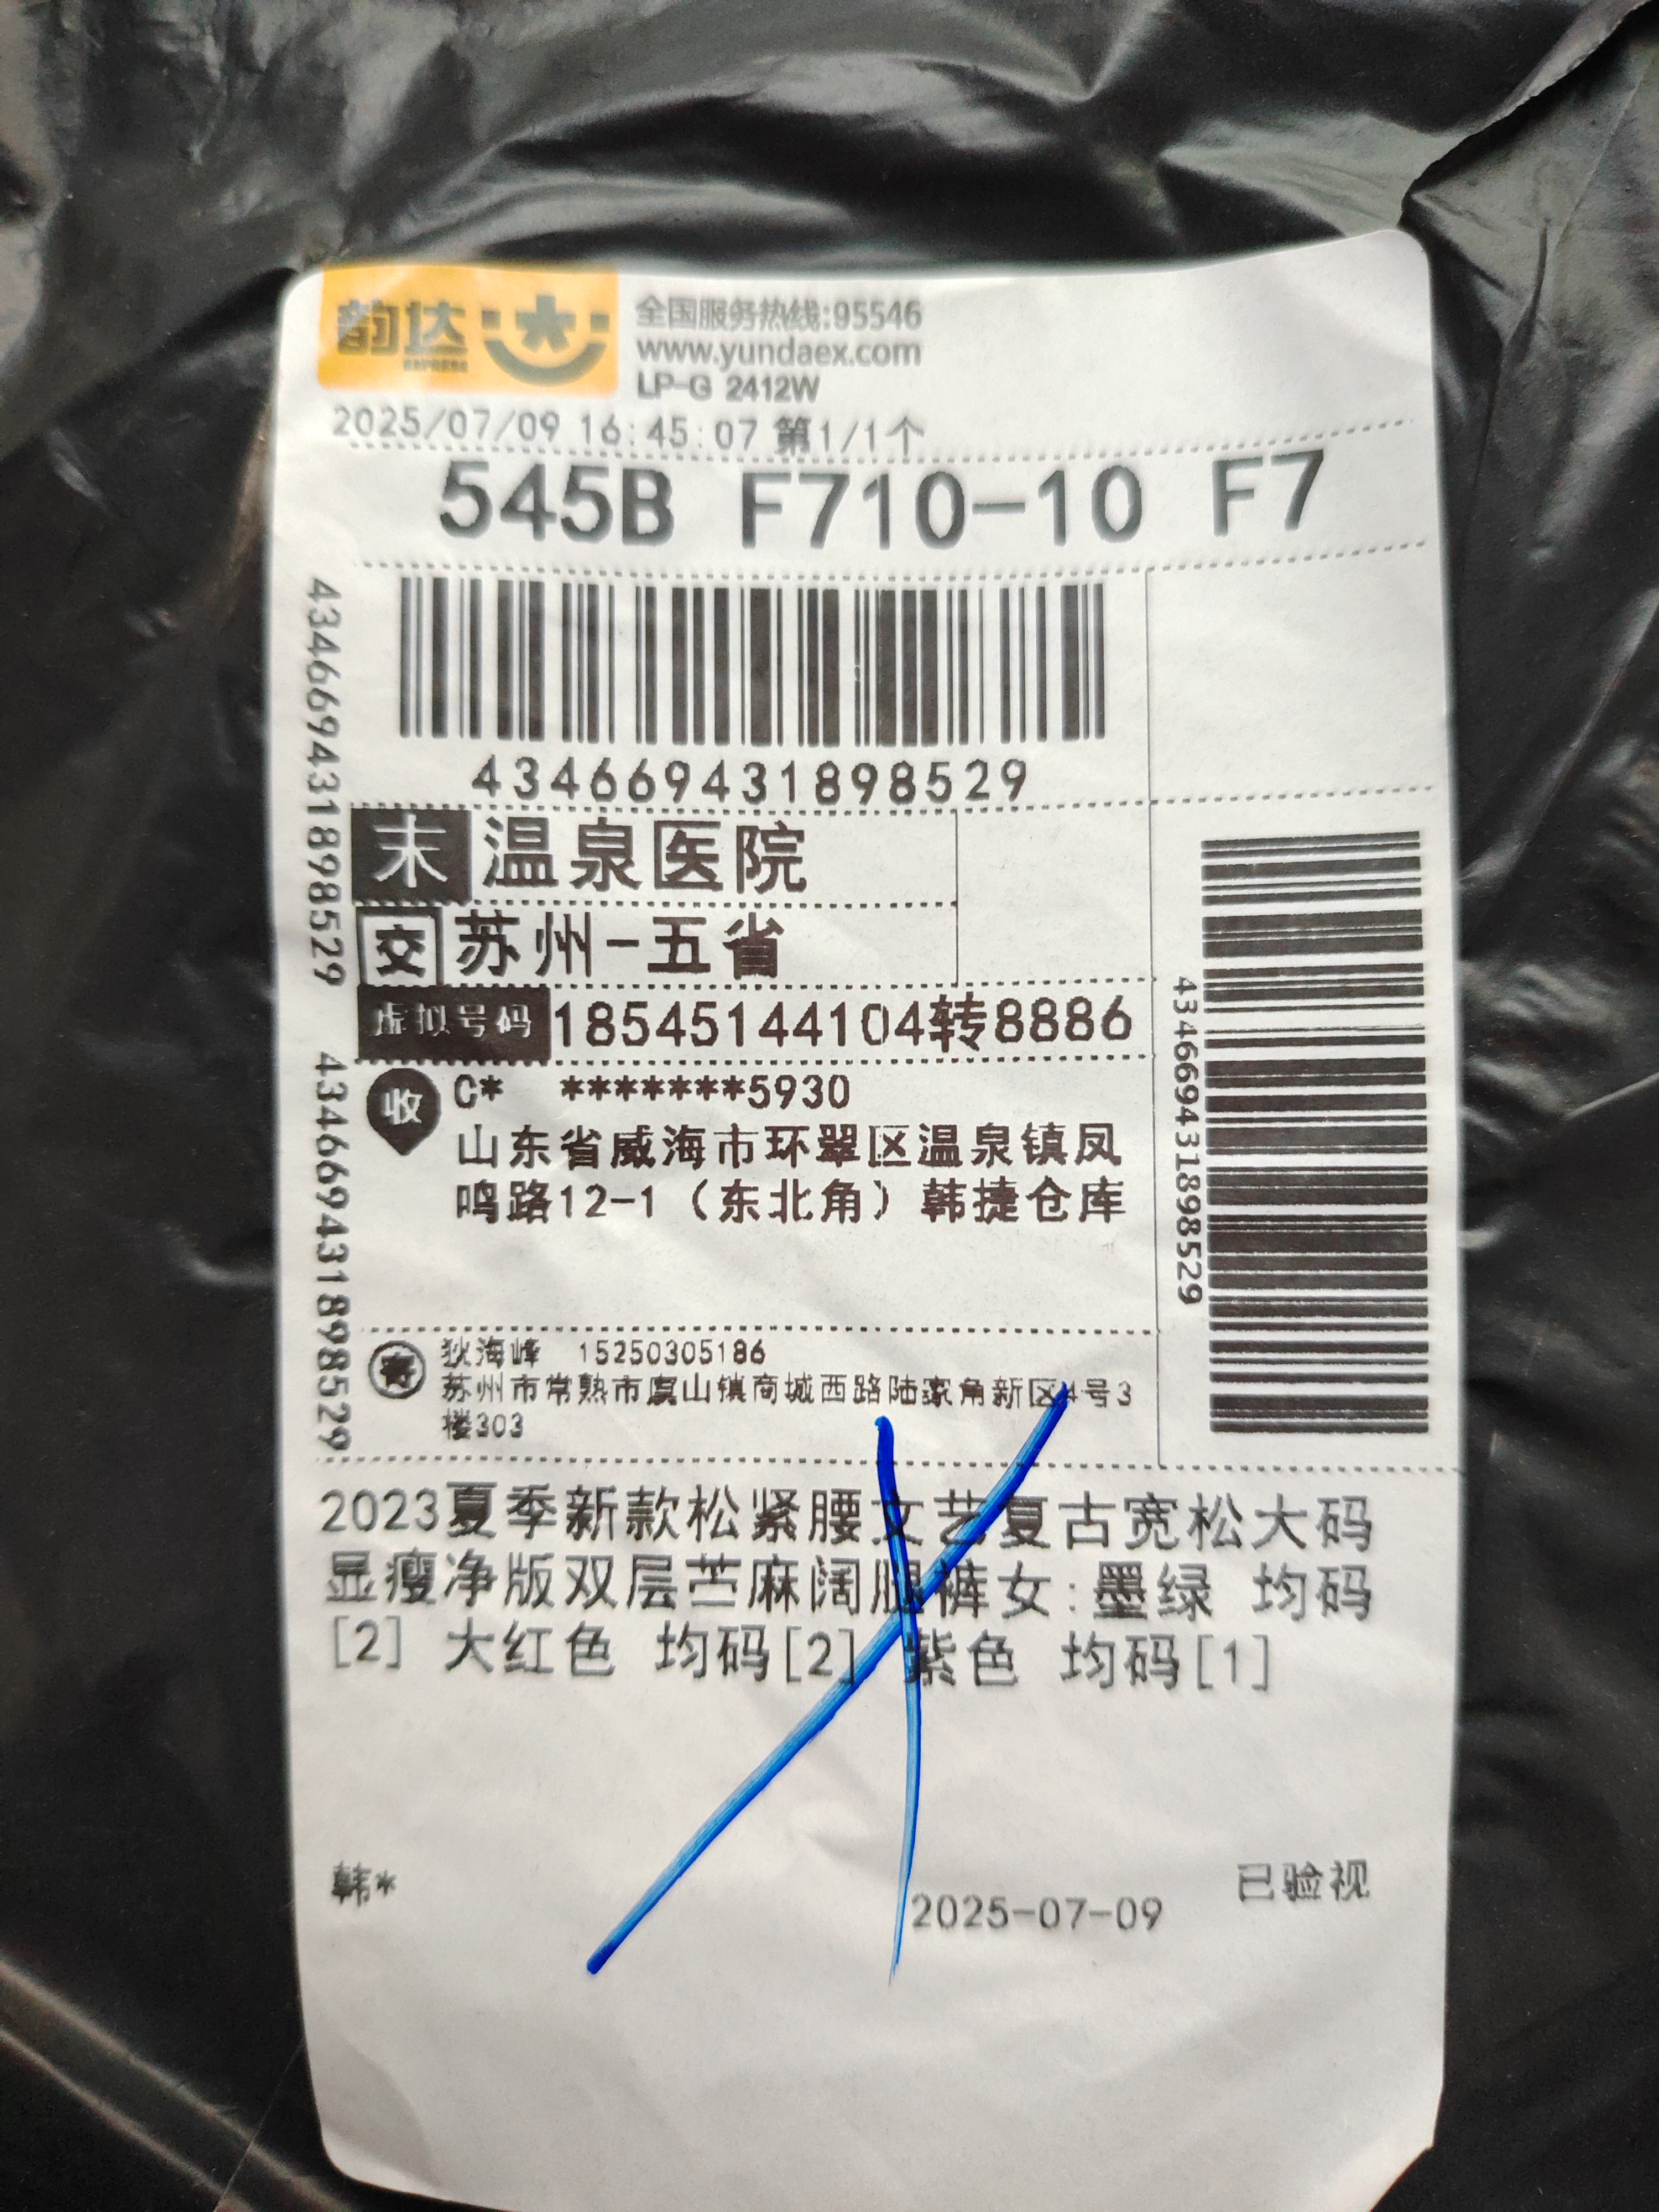 韵达
EXPRESS
全国服务热线:95546
www.yundaex.com
LP-G 2412W
2025/07/09 16:45:07 第1/1个
545B F710-10 F7
434669431898529
434669431898529
434669431898529
434669431898529
末 温泉医院
交 苏州-五省
虚拟号码 18545144104转8886
收 C* *******5930
山东省威海市环翠区温泉镇凤
鸣路12-1（东北角）韩捷仓库
寄 狄海峰 15250305186
苏州市常熟市虞山镇商城西路陆家角新区4号3
楼303
2023夏季新款松紧腰文艺复古宽松大码
显瘦净版双层苎麻阔腿裤女:墨绿 均码
[2] 大红色 均码[2] 紫色 均码[1]
韩*
2025-07-09
已验视